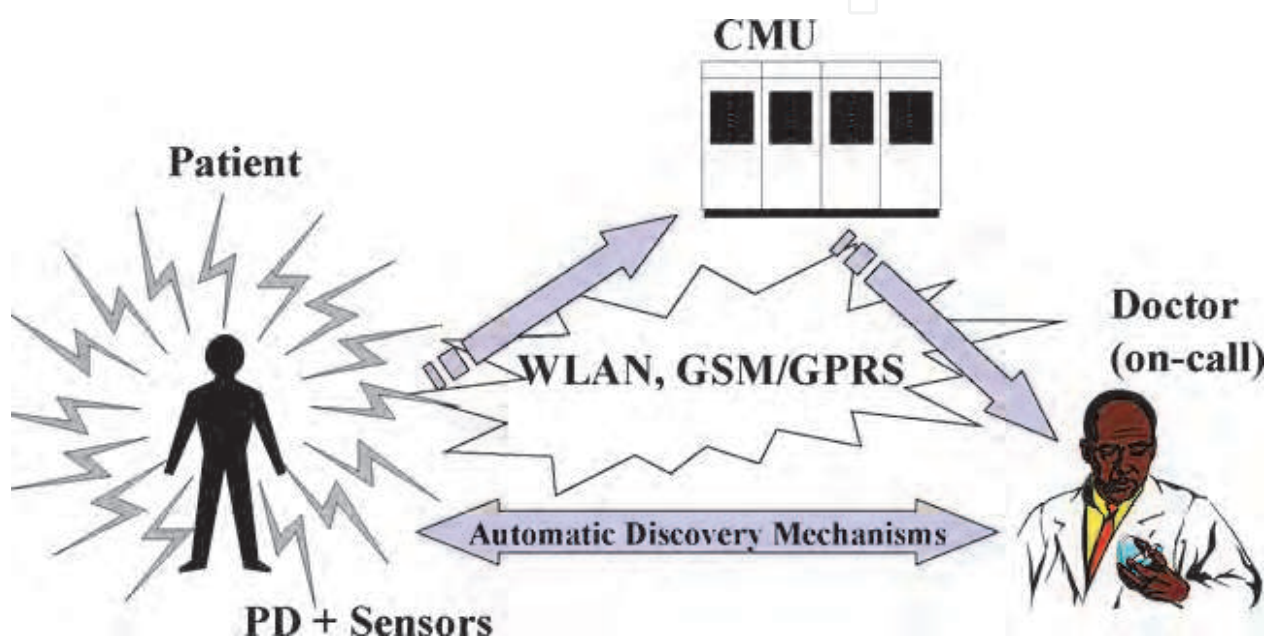 CMU
Patient
WLAN, GSM/GPRS
Doctor
(on-call)
Automatic Discovery Mechanisms
PD + Sensors